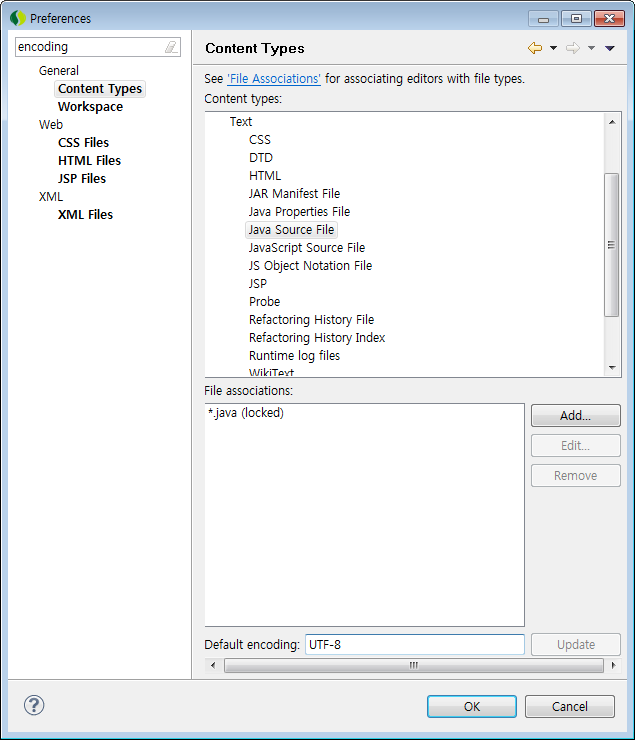 Preferences
encoding
General
Content Types
Workspace
Web
CSS Files
HTML Files
JSP Files
XML
XML Files
Content Types
See 'File Associations' for associating editors with file types.
Content types:
Text
CSS
DTD
HTML
JAR Manifest File
Java Properties File
Java Source File
JavaScript Source File
JS Object Notation File
JSP
Probe
Refactoring History File
Refactoring History Index
Runtime log files
WikiText
File associations:
*.java (locked)
Add...
Edit...
Remove
Default encoding: UTF-8 Update
? OK Cancel